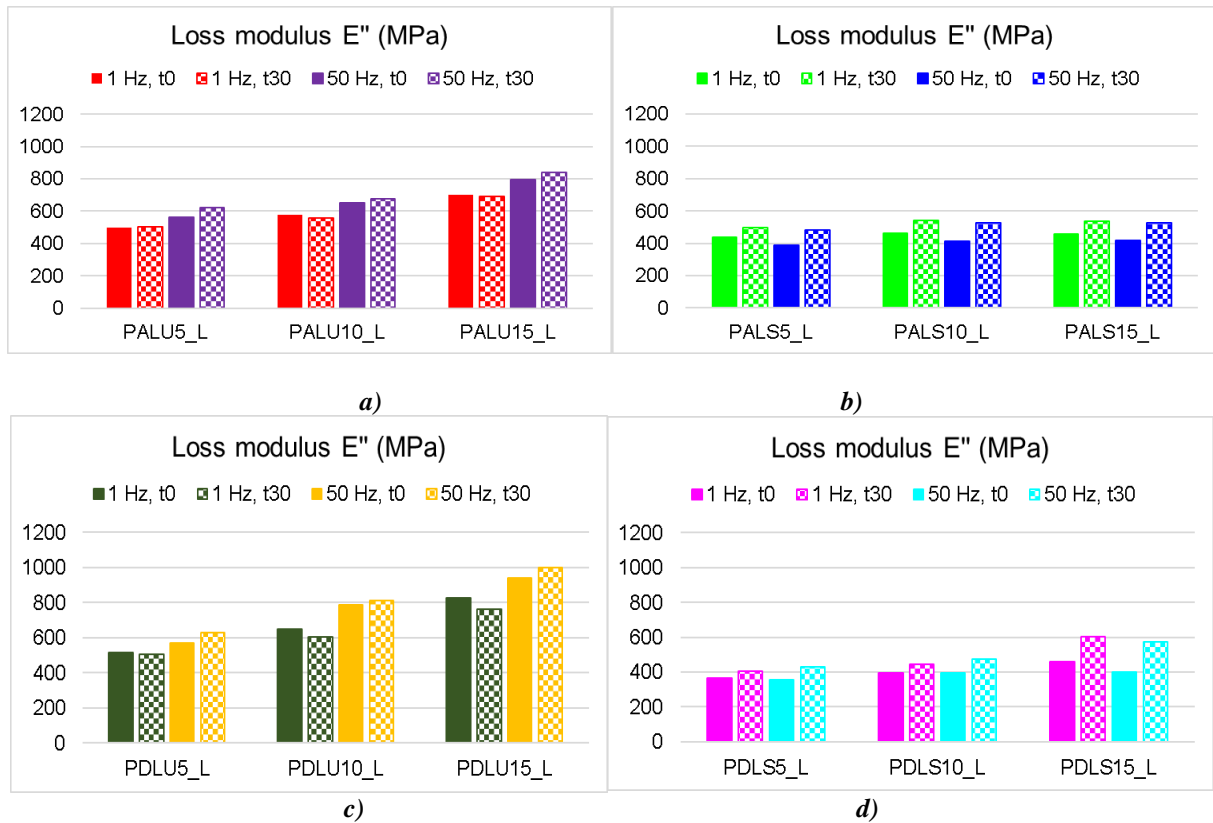 Loss modulus E" (MPa)
1 Hz, t0 1 Hz, t30 50 Hz, t0 50 Hz, t30
1200
1000
800
600
400
200
0
PALU5_L PALU10_L PALU15_L
a)
Loss modulus E" (MPa)
1 Hz, t0 1 Hz, t30 50 Hz, t0 50 Hz, t30
1200
1000
800
600
400
200
0
PALS5_L PALS10_L PALS15_L
b)
Loss modulus E" (MPa)
1 Hz, t0 1 Hz, t30 50 Hz, t0 50 Hz, t30
1200
1000
800
600
400
200
0
PDLU5_L PDLU10_L PDLU15_L
c)
Loss modulus E" (MPa)
1 Hz, t0 1 Hz, t30 50 Hz, t0 50 Hz, t30
1200
1000
800
600
400
200
0
PDLS5_L PDLS10_L PDLS15_L
d)